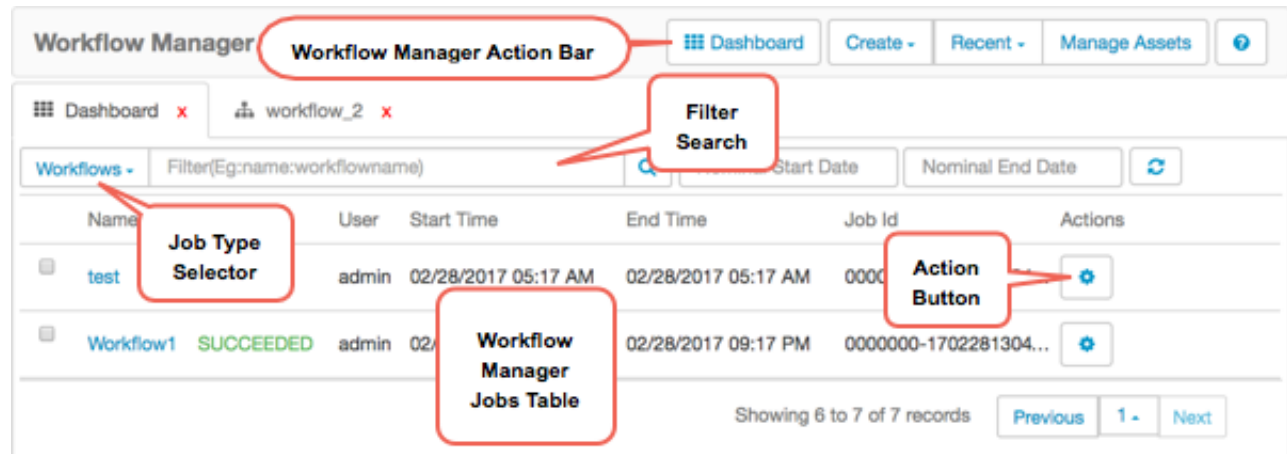 Workflow Manager Workflow Manager Action Bar Dashboard Create Recent Manage Assets ?
Dashboard x workflow_2 x
Filter
Search
Workflows Filter(Eg:name:workflowname) Start Date Nominal End Date
Name User Start Time End Time Job Id Actions
Job Type
Selector
test admin 02/28/2017 05:17 AM 02/28/2017 05:17 AM
Action
Button
Workflow1 SUCCEEDED admin 02/ 02/28/2017 09:17 PM 0000000-1702281304...
Workflow
Manager
Jobs Table
Showing 6 to 7 of 7 records Previous 1 Next